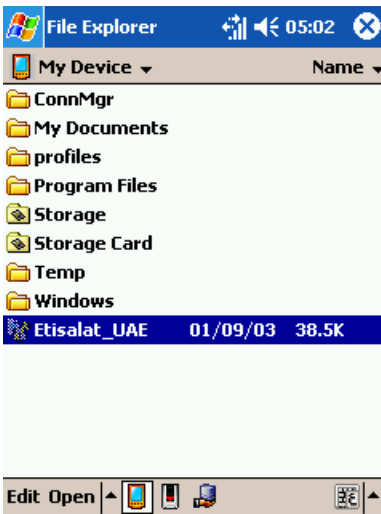 File Explorer 05:02
My Device Name
ConnMgr
My Documents
profiles
Program Files
Storage
Storage Card
Temp
Windows
Etisalat_UAE 01/09/03 38.5K
Edit Open